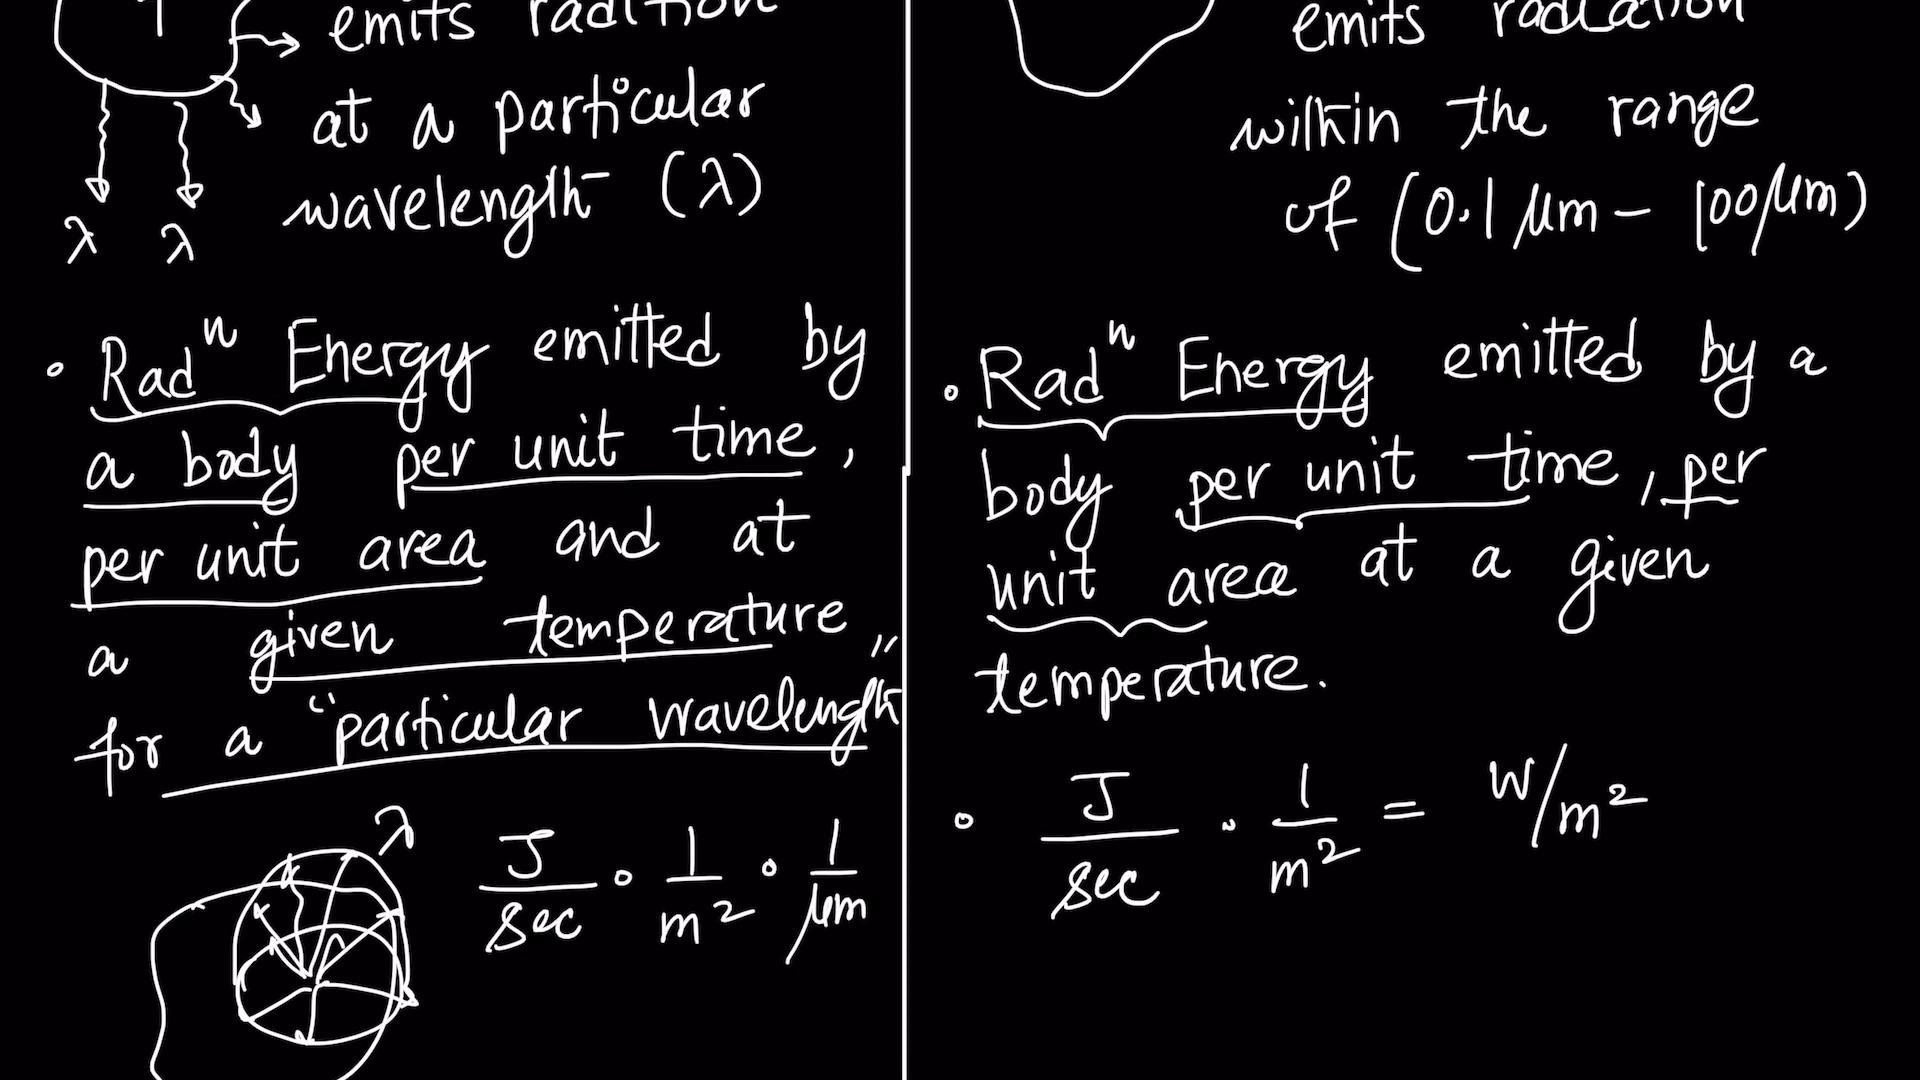 T
emits radition
at a particular
wavelength (λ)
λ λ
• Radⁿ Energy emitted by
a body per unit time,
per unit area and at
a given temperature
for a "particular wavelength"
λ
J/sec • 1/m² • 1/μm
emits radiation
within the range
of (0.1 μm – 100 μm)
• Radⁿ Energy emitted by a
body per unit time, per
unit area at a given
temperature.
• J/sec • 1/m² = W/m²